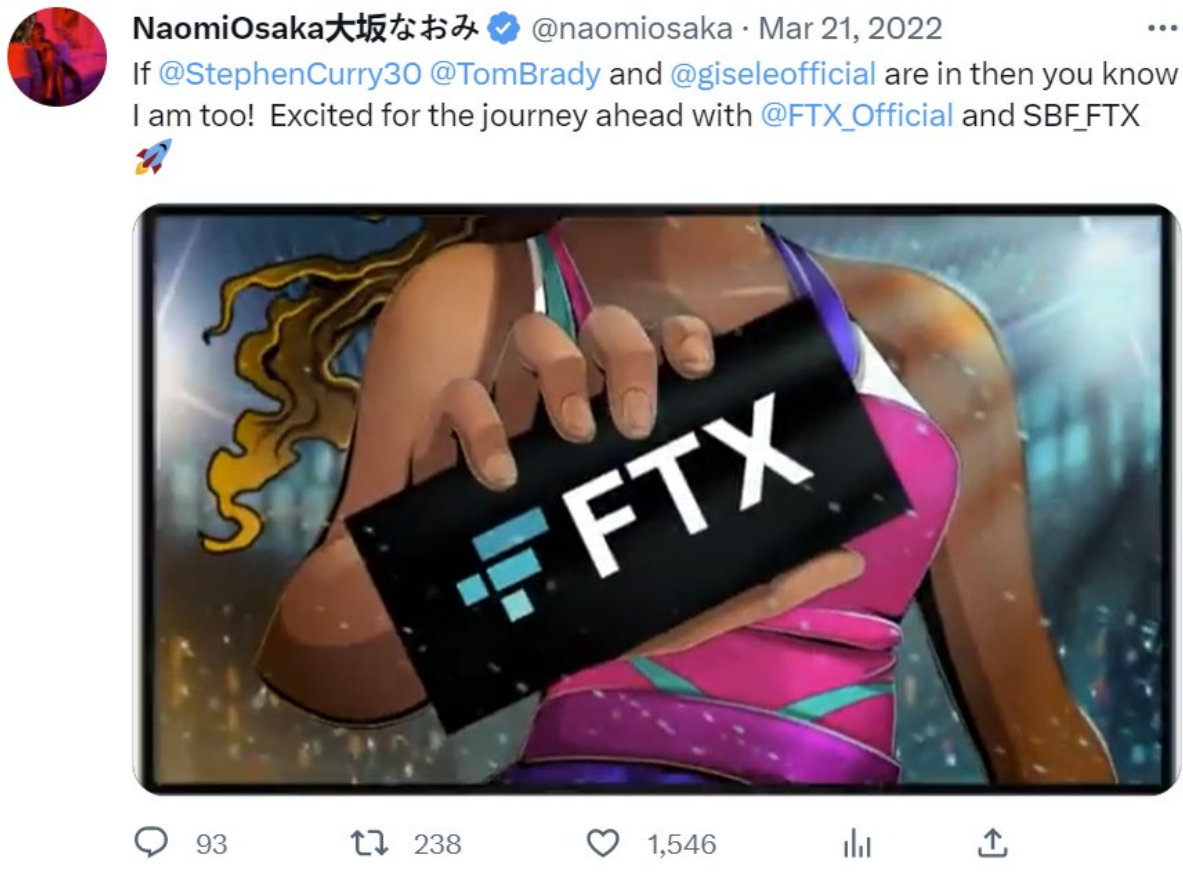 NaomiOsaka大坂なおみ @naomiosaka · Mar 21, 2022
If @StephenCurry30 @TomBrady and @giseleofficial are in then you know
I am too!  Excited for the journey ahead with @FTX_Official and SBF_FTX
🚀
FTX
93 238 1,546